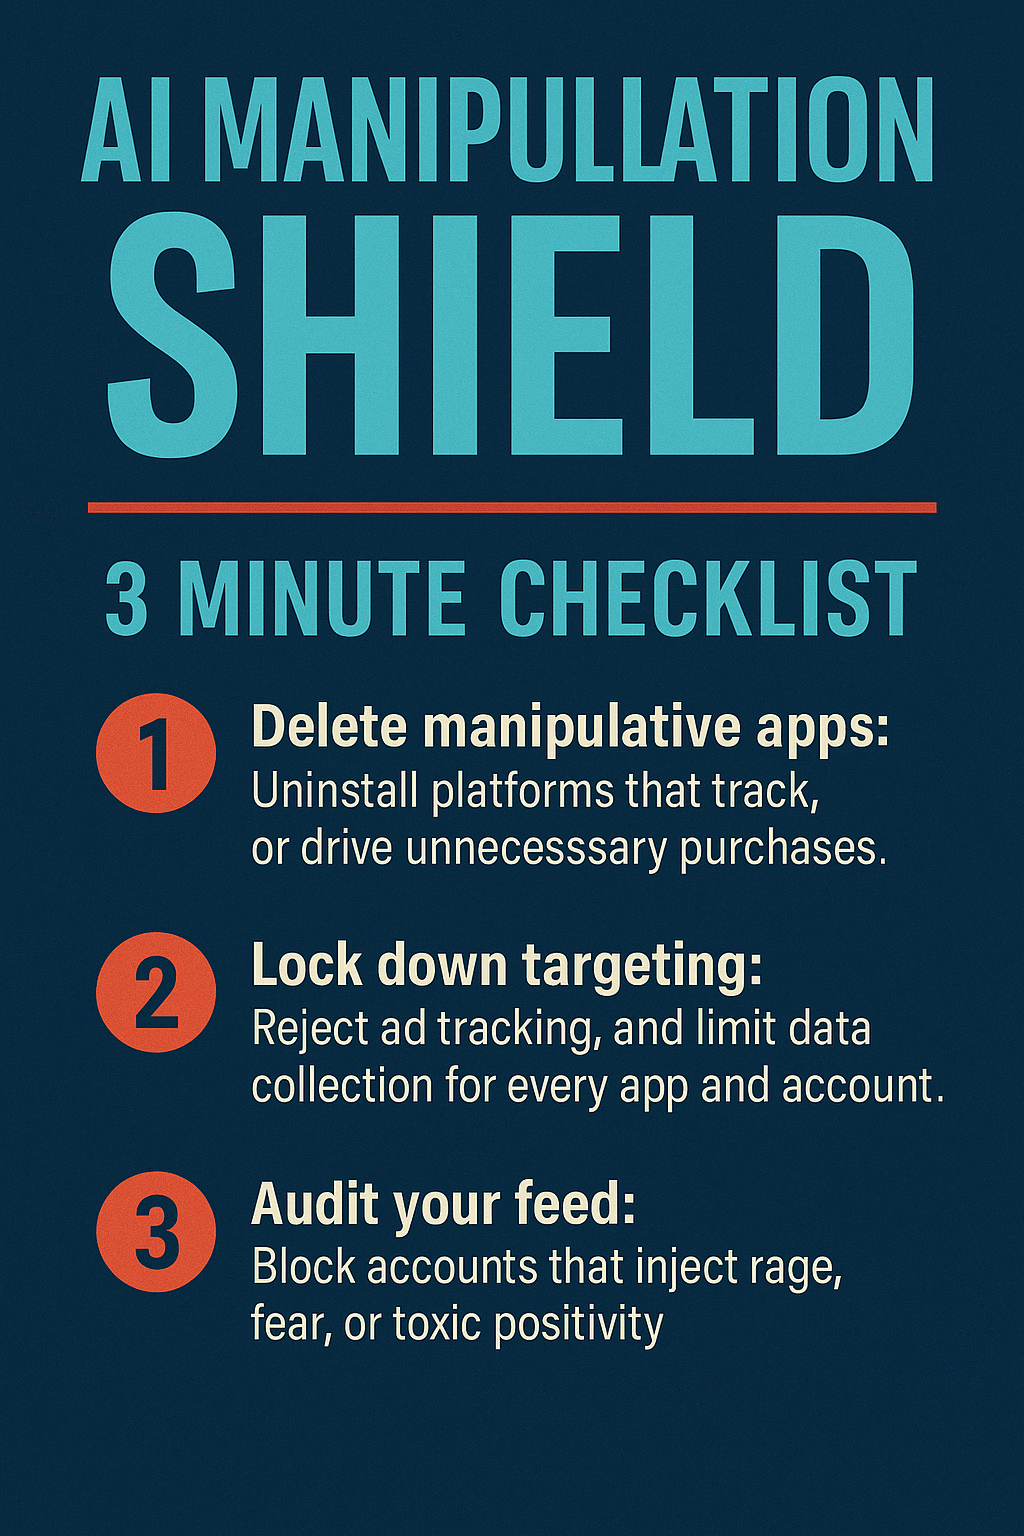 AI MANIPULLATION
SHIELD
3 MINUTE CHECKLIST
1
Delete manipulative apps:
Uninstall platforms that track,
or drive unnecesssary purchases.
2
Lock down targeting:
Reject ad tracking, and limit data
collection for every app and account.
3
Audit your feed:
Block accounts that inject rage,
fear, or toxic positivity